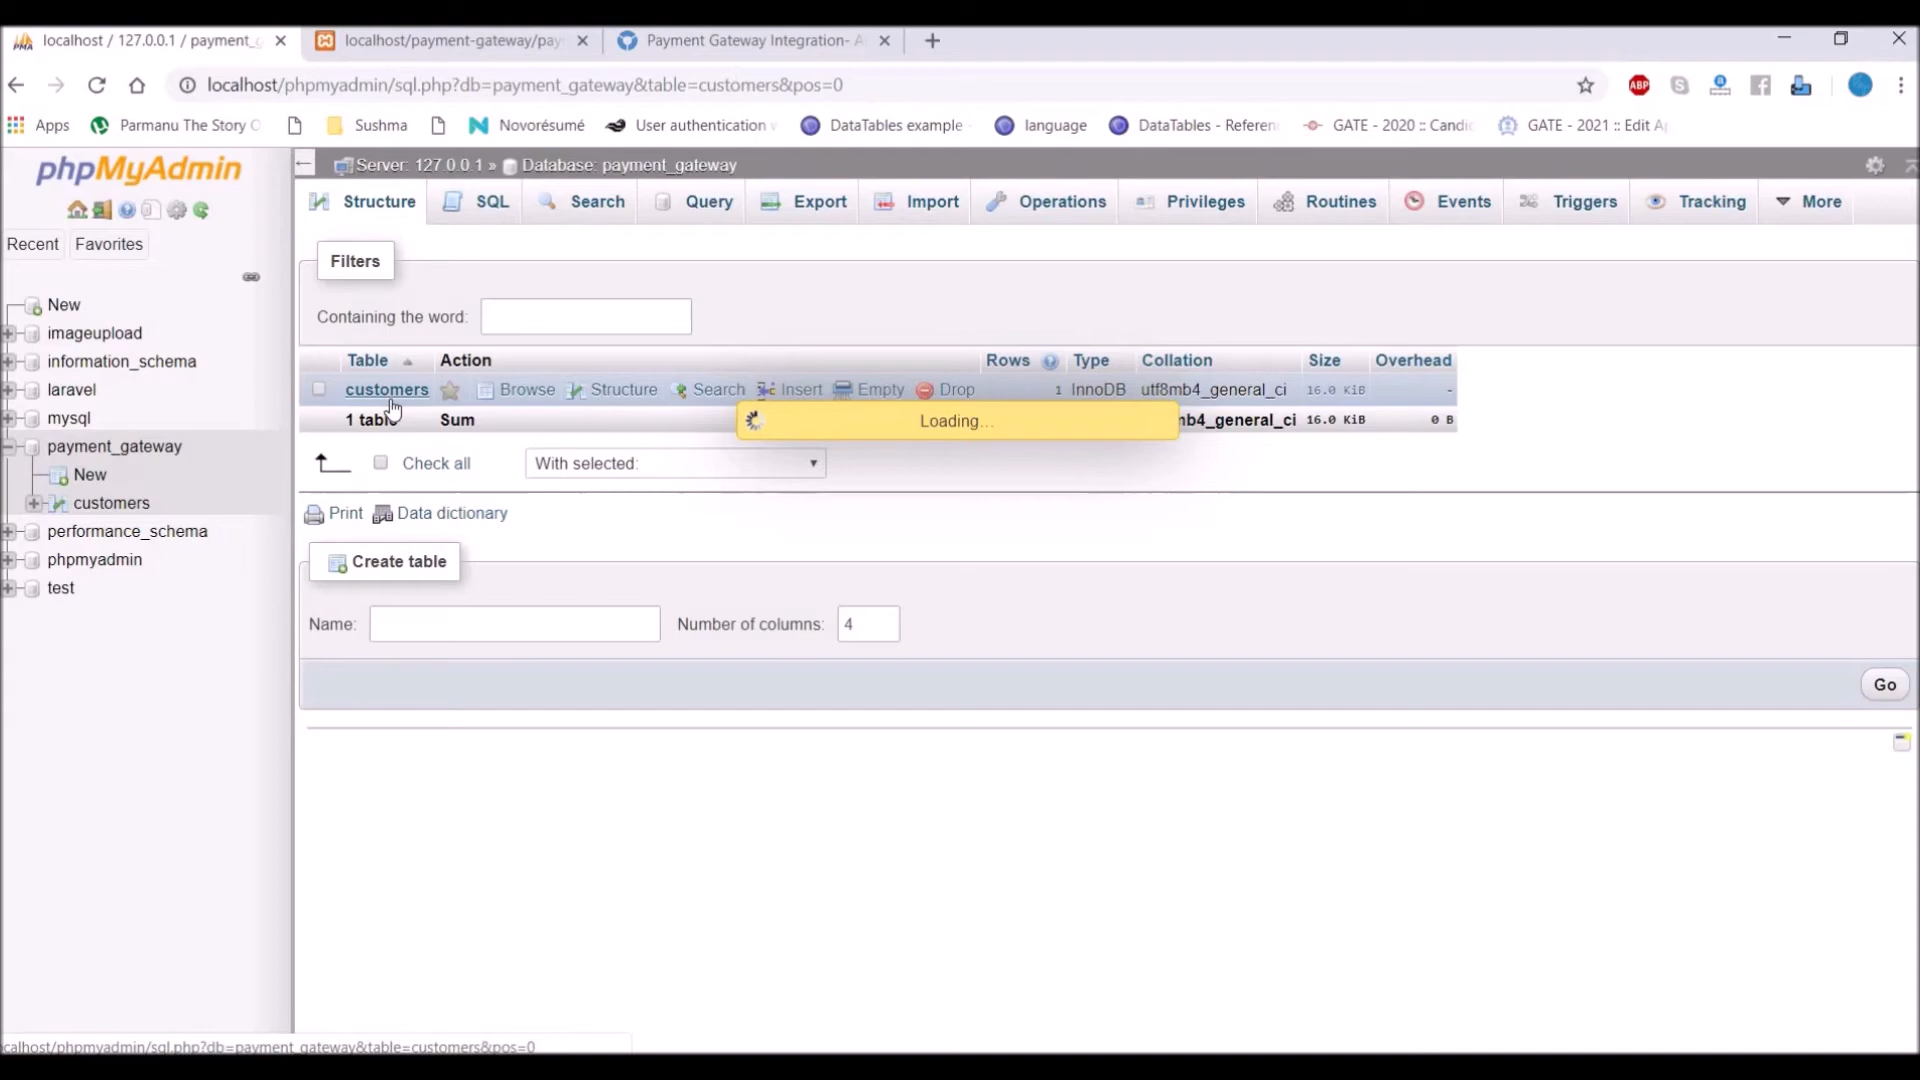 localhost / 127.0.0.1 / payment_g
localhost/payment-gateway/pay
Payment Gateway Integration- A
localhost/phpmyadmin/sql.php?db=payment_gateway&table=customers&pos=0
ABP
Apps
Parmanu The Story O
Sushma
Novorésumé
User authentication
DataTables example
language
DataTables - Referen
GATE - 2020 :: Candi
GATE - 2021 :: Edit Ap
phpMyAdmin
Server: 127.0.0.1 » Database: payment_gateway
Structure
SQL
Search
Query
Export
Import
Operations
Privileges
Routines
Events
Triggers
Tracking
More
Recent
Favorites
New
imageupload
information_schema
laravel
mysql
payment_gateway
New
customers
performance_schema
phpmyadmin
test
Filters
Containing the word:
Table Action Rows Type Collation Size Overhead
customers Browse Structure Search Insert Empty Drop 1 InnoDB utf8mb4_general_ci 16.0 KiB -
1 table Sum Loading... mb4_general_ci 16.0 KiB 0 B
Check all With selected:
Print Data dictionary
Create table
Name: Number of columns: 4
Go
ocalhost/phpmyadmin/sql.php?db=payment_gateway&table=customers&pos=0